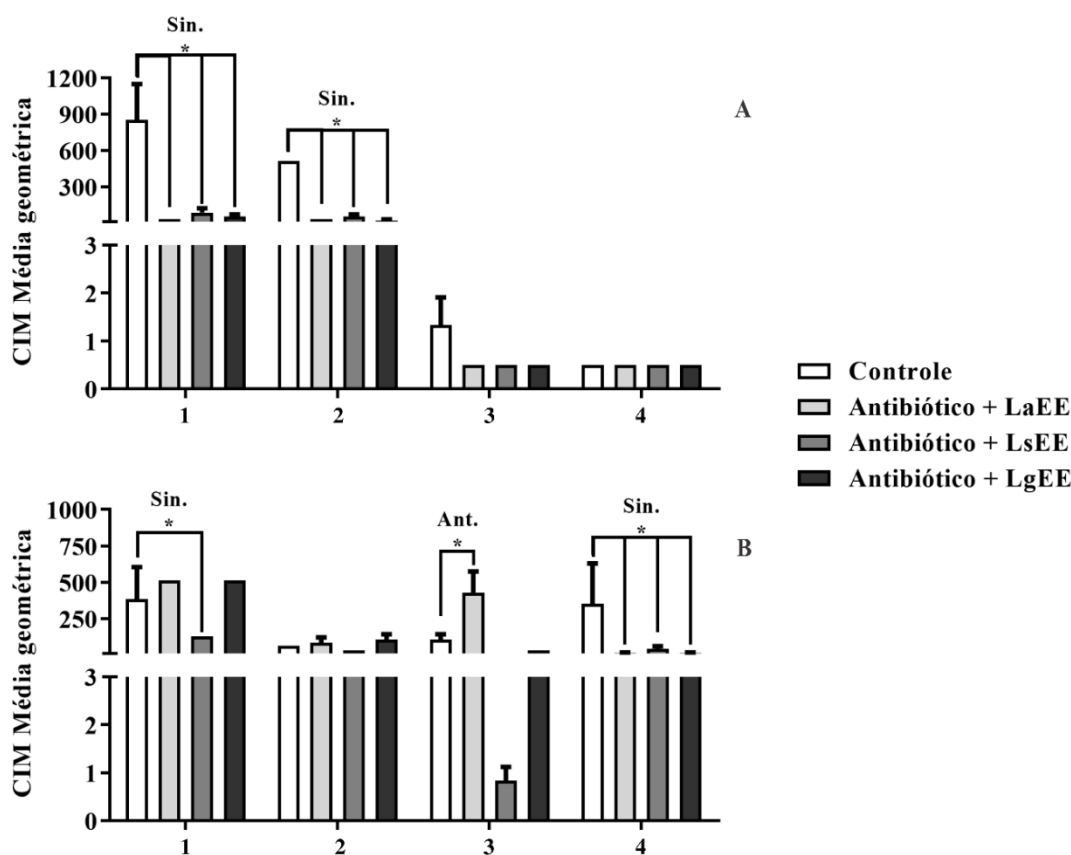 Sin.
*
1200
900
600
300
3
2
1
0
CIM Média geométrica
Sin.
*
A
1 2 3 4
Controle
Antibiótico + LaEE
Antibiótico + LsEE
Antibiótico + LgEE
Sin.
*
1000
750
500
250
3
2
1
0
CIM Média geométrica
Ant.
*
Sin.
*
B
1 2 3 4